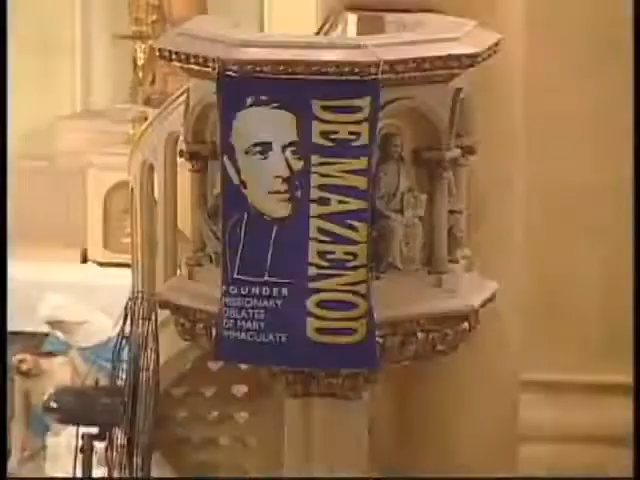 DE MAZENOD
FOUNDER
MISSIONARY
OBLATES
OF MARY
IMMACULATE